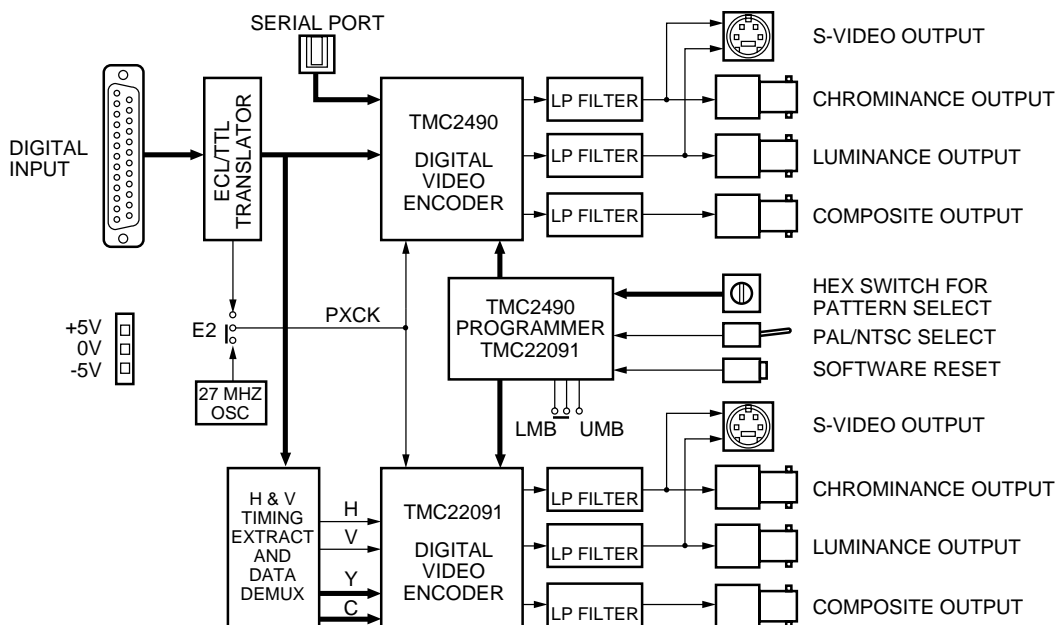 SERIAL PORT
S-VIDEO OUTPUT
DIGITAL
INPUT
ECL/TTL
TRANSLATOR
TMC2490
DIGITAL
VIDEO
ENCODER
LP FILTER
CHROMINANCE OUTPUT
LP FILTER
LUMINANCE OUTPUT
LP FILTER
COMPOSITE OUTPUT
+5V
0V
-5V
E2
PXCK
27 MHZ
OSC
TMC2490
PROGRAMMER
TMC22091
HEX SWITCH FOR
PATTERN SELECT
PAL/NTSC SELECT
SOFTWARE RESET
LMB
UMB
S-VIDEO OUTPUT
H & V
TIMING
EXTRACT
AND
DATA
DEMUX
H
V
Y
C
TMC22091
DIGITAL
VIDEO
ENCODER
LP FILTER
CHROMINANCE OUTPUT
LP FILTER
LUMINANCE OUTPUT
LP FILTER
COMPOSITE OUTPUT